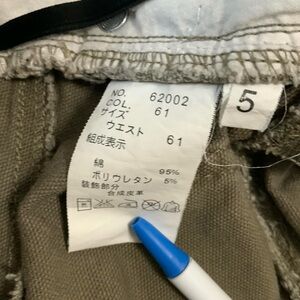 NO. 62002
COL. 61
サイズ
ウエスト 61
組成表示
綿 95%
ポリウレタン 5%
装飾部分
合成皮革
5